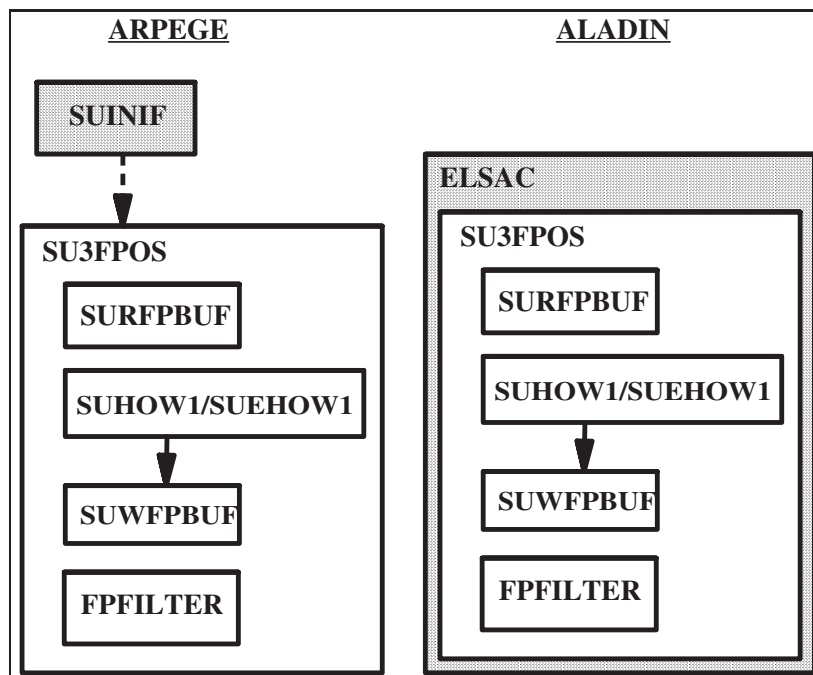 ARPEGE
SUINIF
SU3FPOS
SURFPBUF
SUHOW1/SUEHOW1
SUWFPBUF
FPFILTER
ALADIN
ELSAC
SU3FPOS
SURFPBUF
SUHOW1/SUEHOW1
SUWFPBUF
FPFILTER